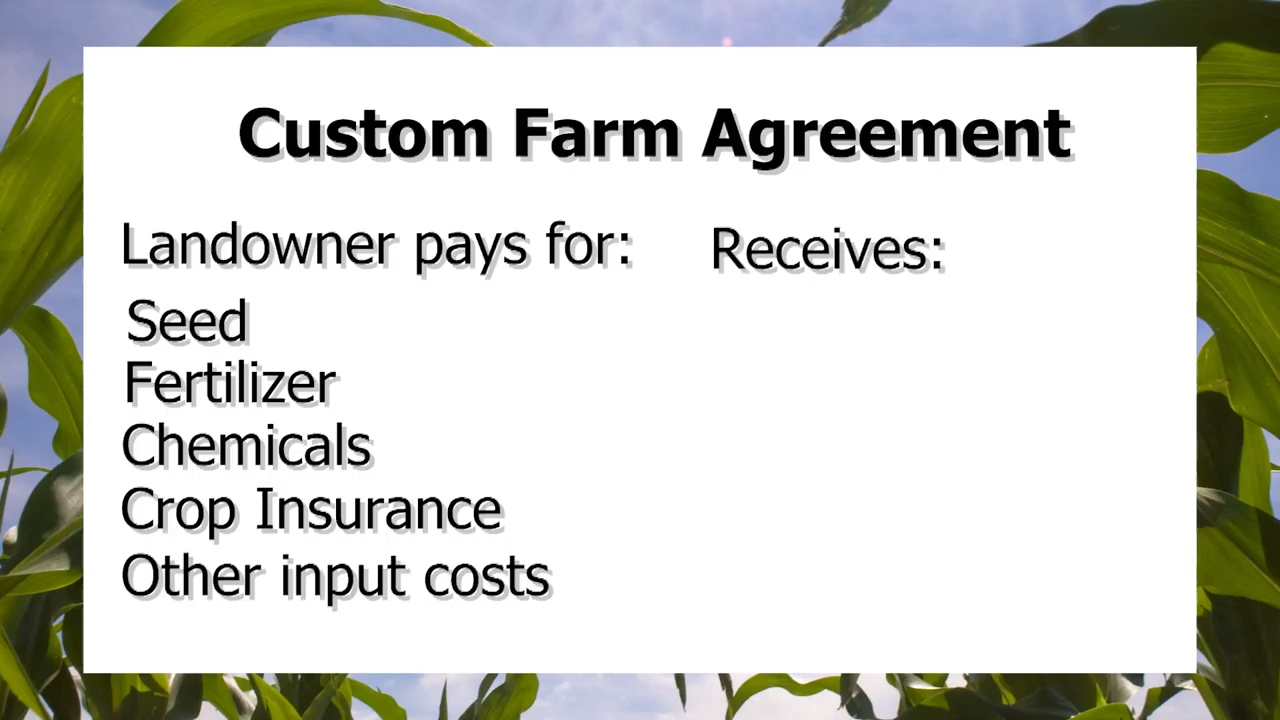 Custom Farm Agreement
Landowner pays for:
Seed
Fertilizer
Chemicals
Crop Insurance
Other input costs
Receives: